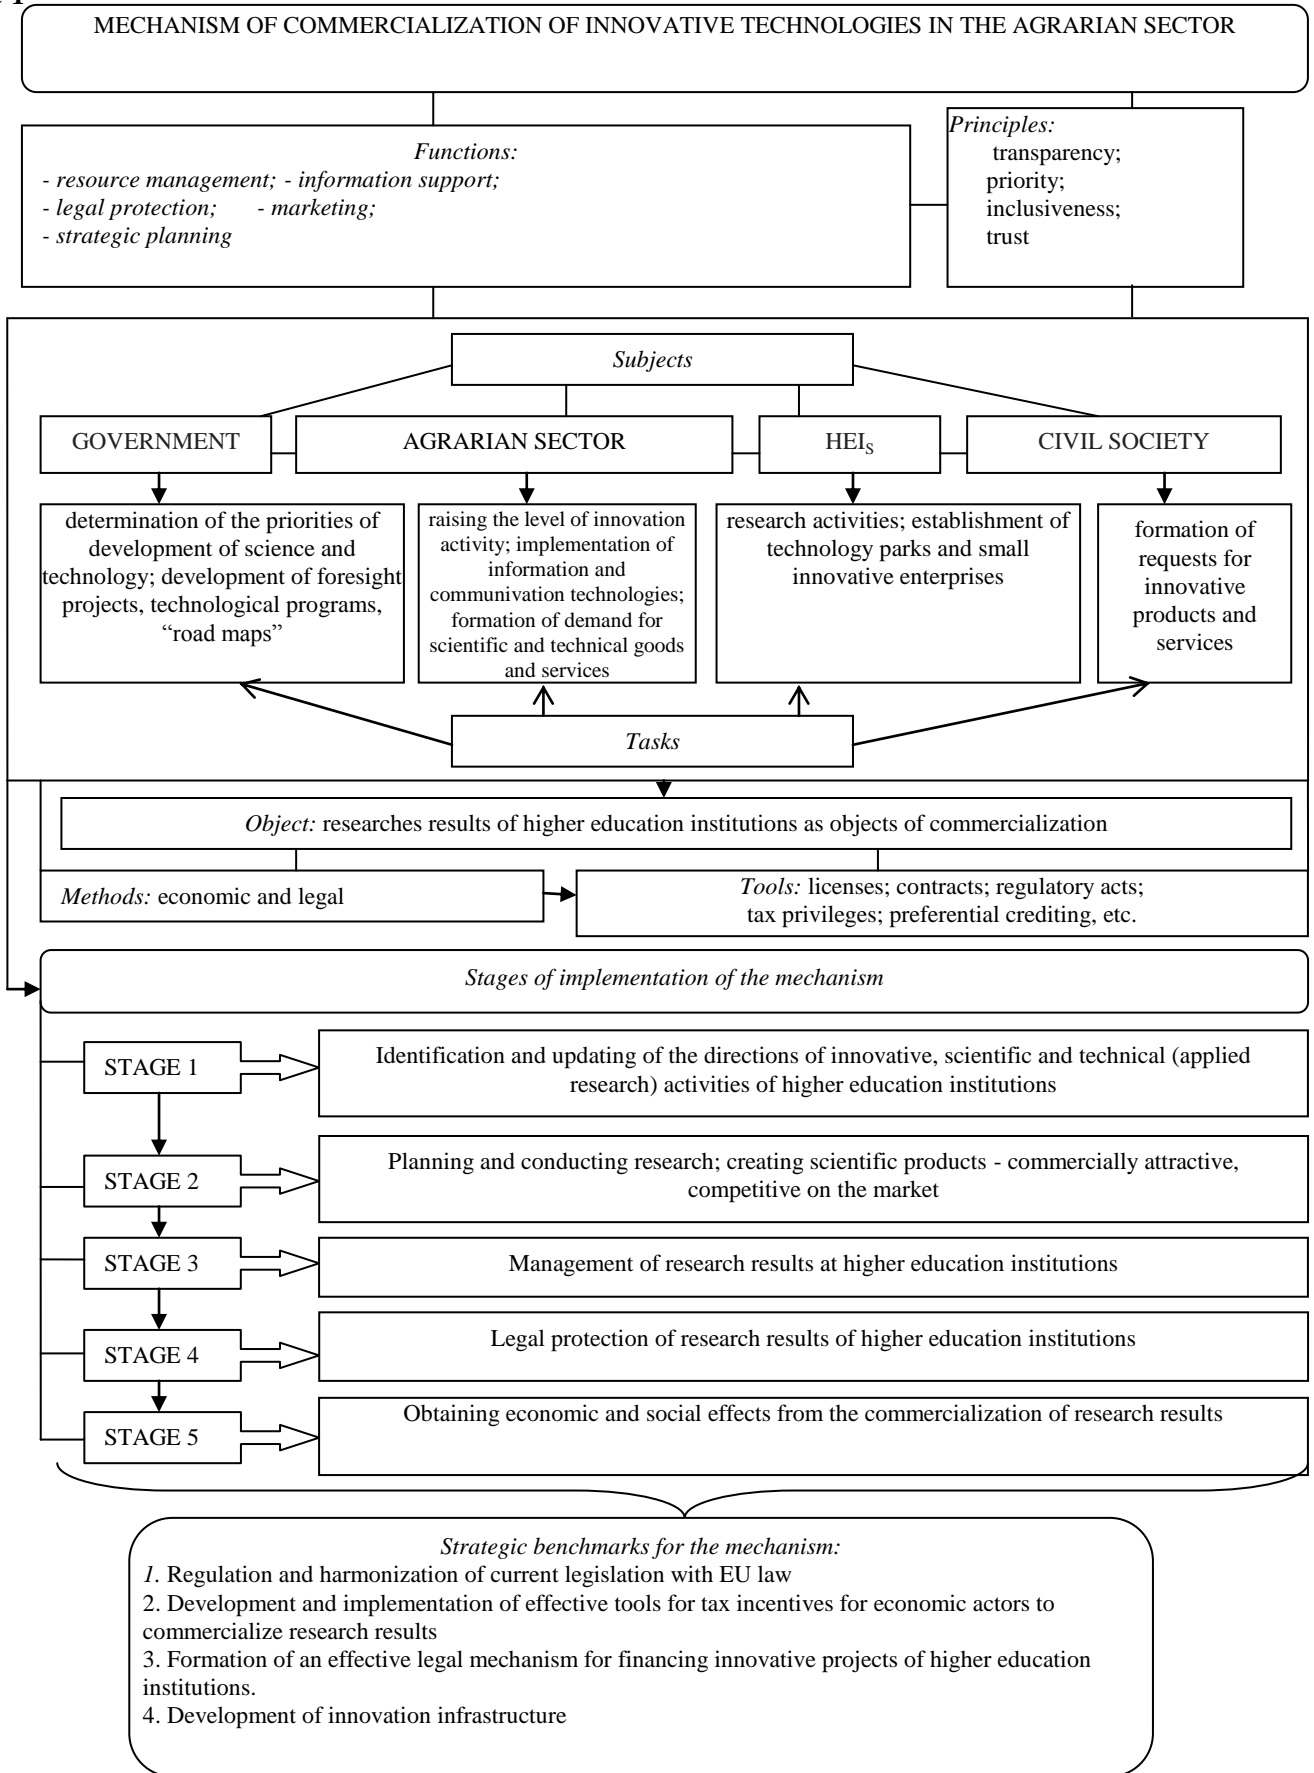 MECHANISM OF COMMERCIALIZATION OF INNOVATIVE TECHNOLOGIES IN THE AGRARIAN SECTOR
Functions:
- resource management; - information support;
- legal protection; - marketing;
- strategic planning
Principles:
transparency;
priority;
inclusiveness;
trust
Subjects
GOVERNMENT
AGRARIAN SECTOR
HEIS
CIVIL SOCIETY
determination of the priorities of
development of science and
technology; development of foresight
projects, technological programs,
“road maps”
raising the level of innovation
activity; implementation of
information and
communivation technologies;
formation of demand for
scientific and technical goods
and services
research activities; establishment of
technology parks and small
innovative enterprises
formation of
requests for
innovative
products and
services
Tasks
Object: researches results of higher education institutions as objects of commercialization
Methods: economic and legal
Tools: licenses; contracts; regulatory acts;
tax privileges; preferential crediting, etc.
Stages of implementation of the mechanism
STAGE 1
Identification and updating of the directions of innovative, scientific and technical (applied
research) activities of higher education institutions
STAGE 2
Planning and conducting research; creating scientific products - commercially attractive,
competitive on the market
STAGE 3
Management of research results at higher education institutions
STAGE 4
Legal protection of research results of higher education institutions
STAGE 5
Obtaining economic and social effects from the commercialization of research results
Strategic benchmarks for the mechanism:
1. Regulation and harmonization of current legislation with EU law
2. Development and implementation of effective tools for tax incentives for economic actors to
commercialize research results
3. Formation of an effective legal mechanism for financing innovative projects of higher education
institutions.
4. Development of innovation infrastructure